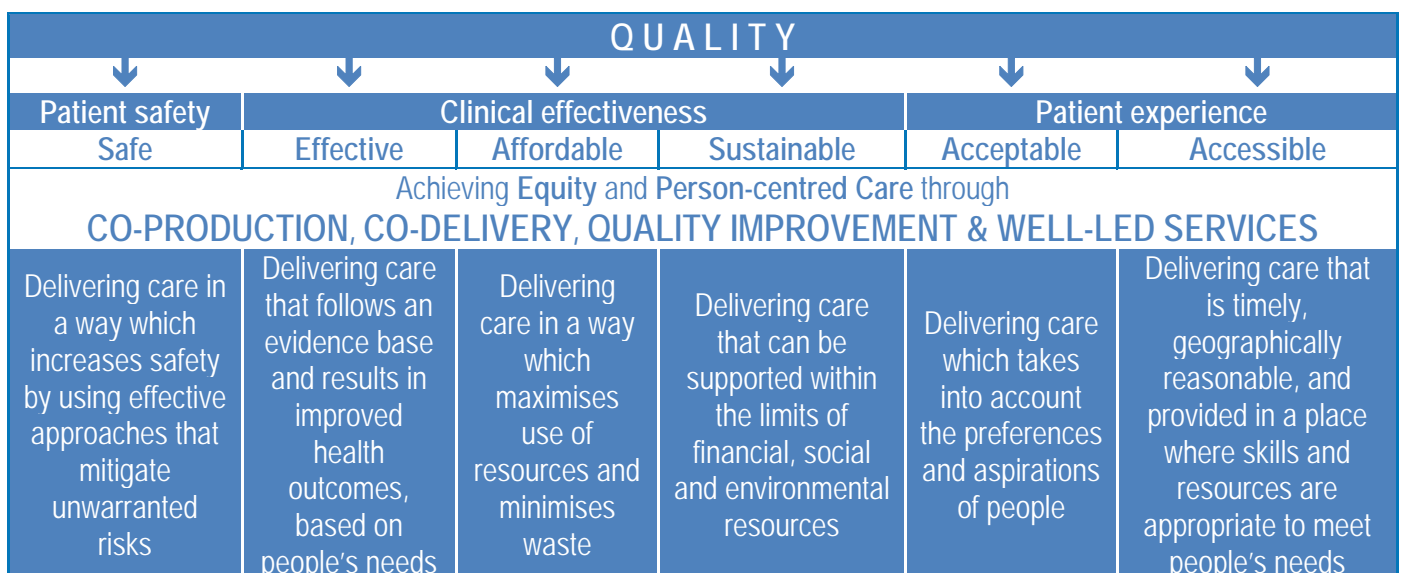 QUALITY
Patient safety
Clinical effectiveness
Patient experience
Safe
Effective
Affordable
Sustainable
Acceptable
Accessible
Achieving Equity and Person-centred Care through
CO-PRODUCTION, CO-DELIVERY, QUALITY IMPROVEMENT & WELL-LED SERVICES
Delivering care in
a way which
increases safety
by using effective
approaches that
mitigate
unwarranted
risks
Delivering care
that follows an
evidence base
and results in
improved
health
outcomes,
based on
people's needs
Delivering
care in a way
which
maximises
use of
resources and
minimises
waste
Delivering care
that can be
supported within
the limits of
financial, social
and environmental
resources
Delivering care
which takes
into account
the preferences
and aspirations
of people
Delivering care that
is timely,
geographically
reasonable, and
provided in a place
where skills and
resources are
appropriate to meet
people's needs